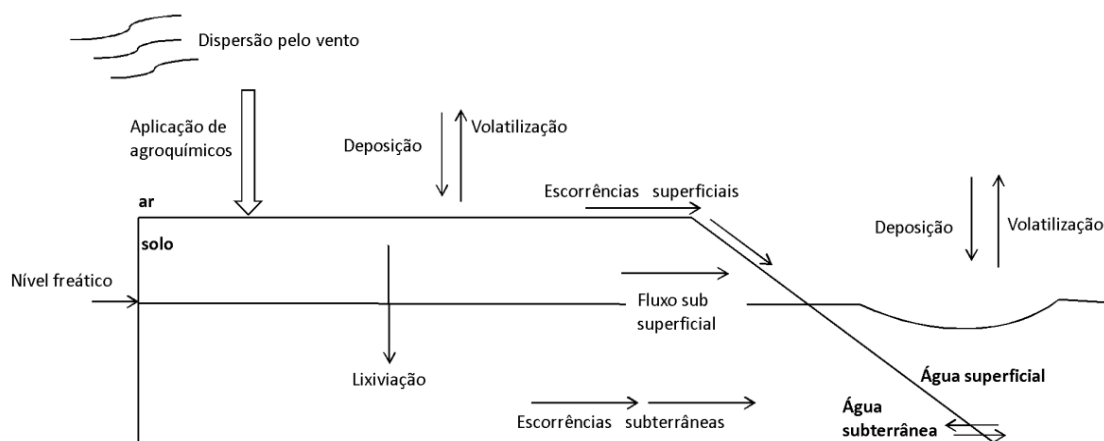 Dispersão pelo vento
Aplicação de
agroquímicos
Deposição
Volatilização
Escorrências superficiais
ar
solo
Deposição
Volatilização
Nível freático
Fluxo sub
superficial
Lixiviação
Água superficial
Escorrências subterrâneas
Água
subterrânea